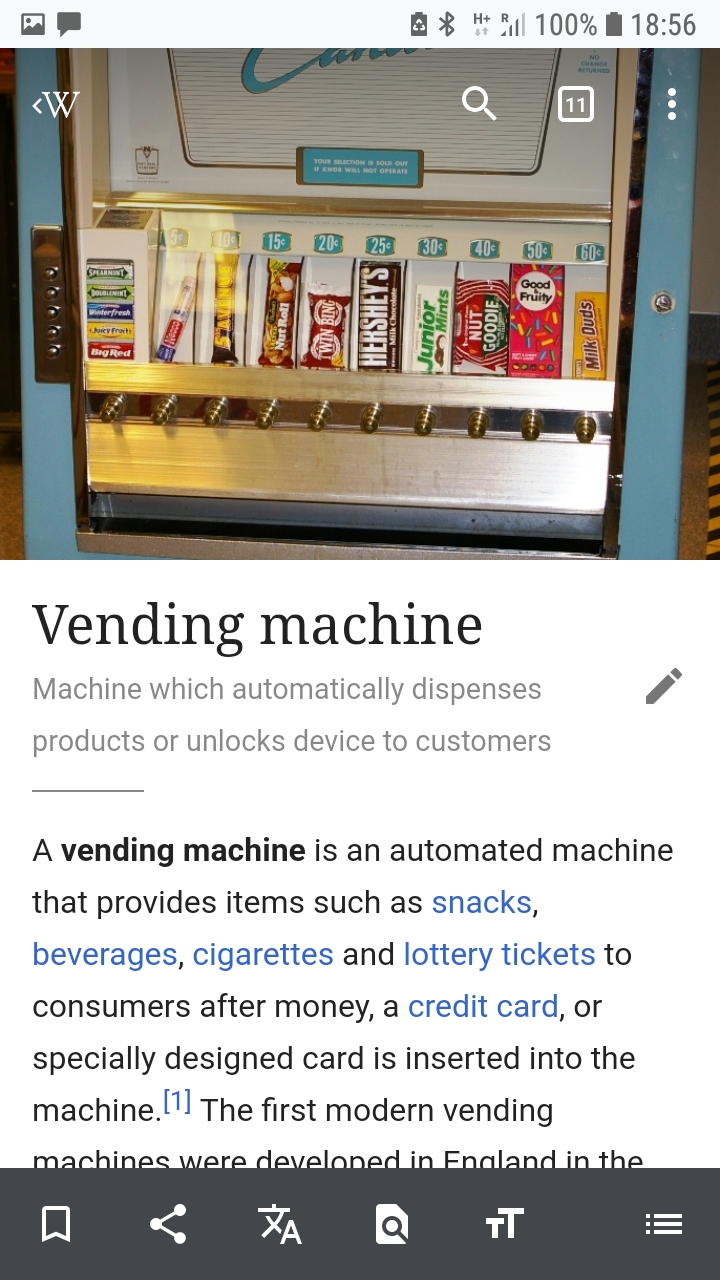 100% 18:56
W
11
NO
CHANGE
RETURNED
YOUR SELECTION IS SOLD OUT
IF KNOB WILL NOT OPERATE
15¢ 20¢ 25¢ 30¢ 40¢ 50¢ 60¢
SPEARMINT
DOUBLEMINT
Winterfresh
Juicy Fruit
Big Red
Nut Roll
TWIN BING
HERSHEY'S
Milk Chocolate
Junior
Mints
NUT
GOODIE
Good
&
Fruity
Milk Duds
Vending machine
Machine which automatically dispenses
products or unlocks device to customers
A vending machine is an automated machine
that provides items such as snacks,
beverages, cigarettes and lottery tickets to
consumers after money, a credit card, or
specially designed card is inserted into the
machine.[1] The first modern vending
machines were developed in England in the